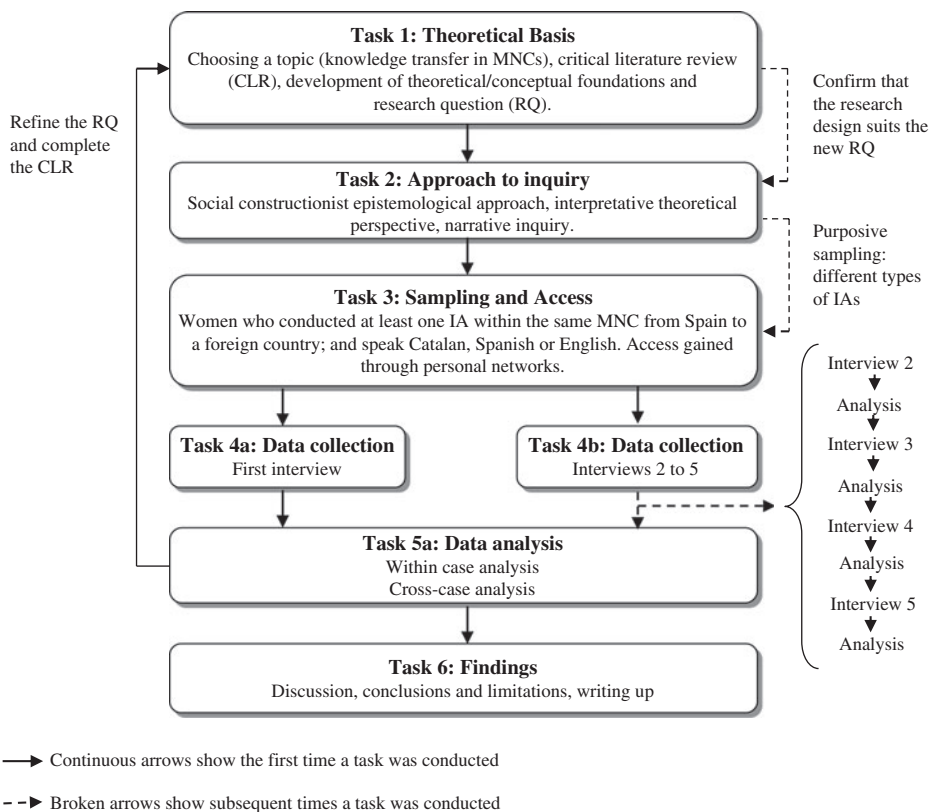 Task 1: Theoretical Basis
Choosing a topic (knowledge transfer in MNCs), critical literature review
(CLR), development of theoretical/conceptual foundations and
research question (RQ).
Refine the RQ
and complete
the CLR
Confirm that
the research
design suits the
new RQ
Task 2: Approach to inquiry
Social constructionist epistemological approach, interpretative theoretical
perspective, narrative inquiry.
Purposive
sampling:
different types
of IAs
Task 3: Sampling and Access
Women who conducted at least one IA within the same MNC from Spain to
a foreign country; and speak Catalan, Spanish or English. Access gained
through personal networks.
Task 4a: Data collection
First interview
Task 4b: Data collection
Interviews 2 to 5
Interview 2
Analysis
Interview 3
Analysis
Interview 4
Analysis
Interview 5
Analysis
Task 5a: Data analysis
Within case analysis
Cross-case analysis
Task 6: Findings
Discussion, conclusions and limitations, writing up
Continuous arrows show the first time a task was conducted
Broken arrows show subsequent times a task was conducted